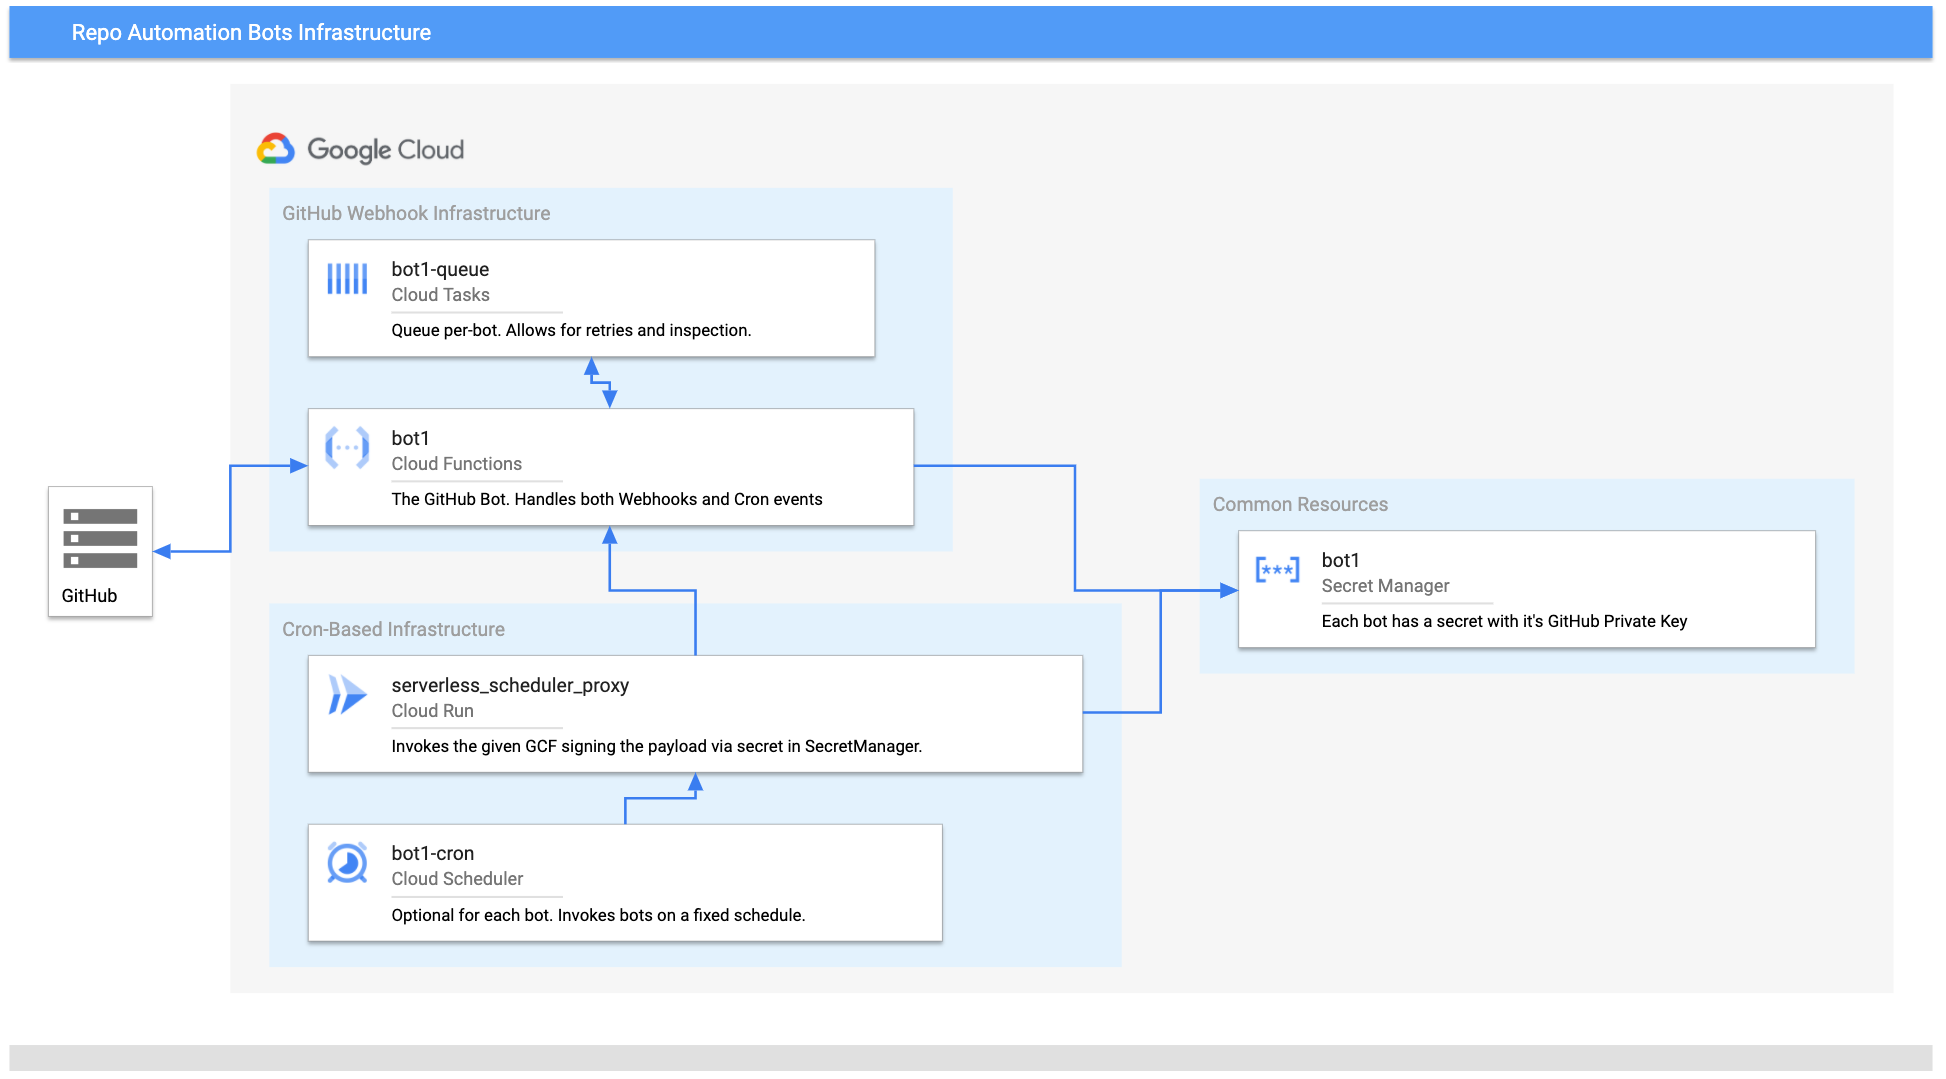 Repo Automation Bots Infrastructure
Google Cloud
GitHub Webhook Infrastructure
bot1-queue
Cloud Tasks
Queue per-bot. Allows for retries and inspection.
bot1
Cloud Functions
The GitHub Bot. Handles both Webhooks and Cron events
GitHub
Common Resources
bot1
Secret Manager
Each bot has a secret with it's GitHub Private Key
Cron-Based Infrastructure
serverless_scheduler_proxy
Cloud Run
Invokes the given GCF signing the payload via secret in SecretManager.
bot1-cron
Cloud Scheduler
Optional for each bot. Invokes bots on a fixed schedule.